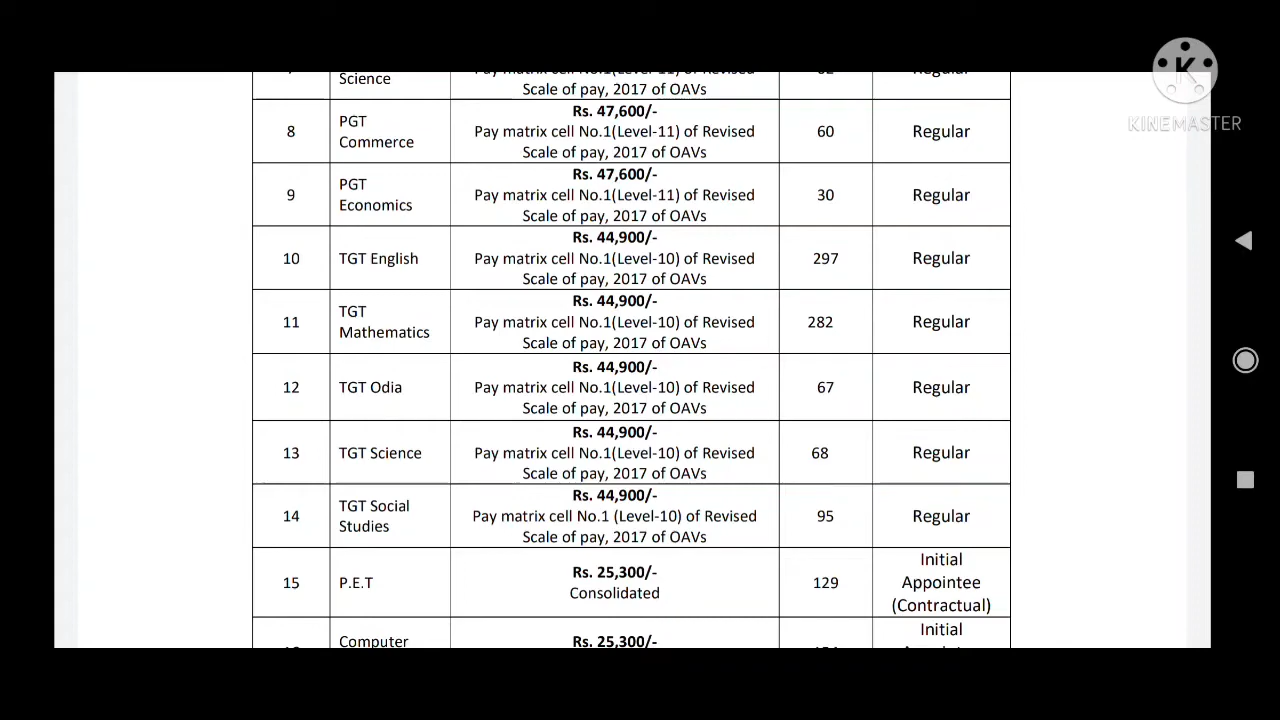 Science
Scale of pay, 2017 of OAVs
Regular
8
PGT
Commerce
Rs. 47,600/-
Pay matrix cell No.1(Level-11) of Revised
Scale of pay, 2017 of OAVs
60
Regular
9
PGT
Economics
Rs. 47,600/-
Pay matrix cell No.1(Level-11) of Revised
Scale of pay, 2017 of OAVs
30
Regular
10
TGT English
Rs. 44,900/-
Pay matrix cell No.1(Level-10) of Revised
Scale of pay, 2017 of OAVs
297
Regular
11
TGT
Mathematics
Rs. 44,900/-
Pay matrix cell No.1(Level-10) of Revised
Scale of pay, 2017 of OAVs
282
Regular
12
TGT Odia
Rs. 44,900/-
Pay matrix cell No.1(Level-10) of Revised
Scale of pay, 2017 of OAVs
67
Regular
13
TGT Science
Rs. 44,900/-
Pay matrix cell No.1(Level-10) of Revised
Scale of pay, 2017 of OAVs
68
Regular
14
TGT Social
Studies
Rs. 44,900/-
Pay matrix cell No.1 (Level-10) of Revised
Scale of pay, 2017 of OAVs
95
Regular
15
P.E.T
Rs. 25,300/-
Consolidated
129
Initial
Appointee
(Contractual)
Computer
Rs. 25,300/-
Initial
K
KINEMASTER